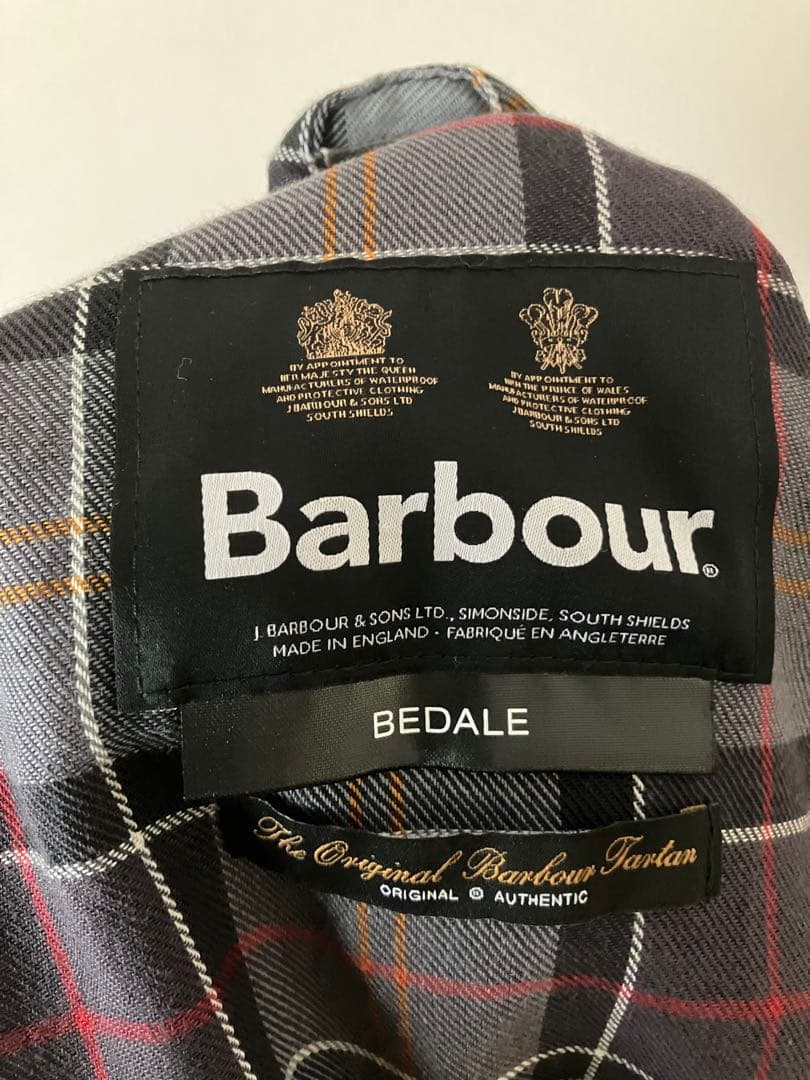 BY APPOINTMENT TO
HER MAJESTY THE QUEEN
MANUFACTURERS OF WATERPROOF
AND PROTECTIVE CLOTHING
J BARBOUR & SONS LTD
SOUTH SHIELDS
BY APPOINTMENT TO
HRH THE PRINCE OF WALES
MANUFACTURERS OF WATERPROOF
AND PROTECTIVE CLOTHING
J BARBOUR & SONS LTD
SOUTH SHIELDS
Barbour®
J. BARBOUR & SONS LTD., SIMONSIDE, SOUTH SHIELDS
MADE IN ENGLAND · FABRIQUÉ EN ANGLETERRE
BEDALE
The Original Barbour Tartan
ORIGINAL ® AUTHENTIC